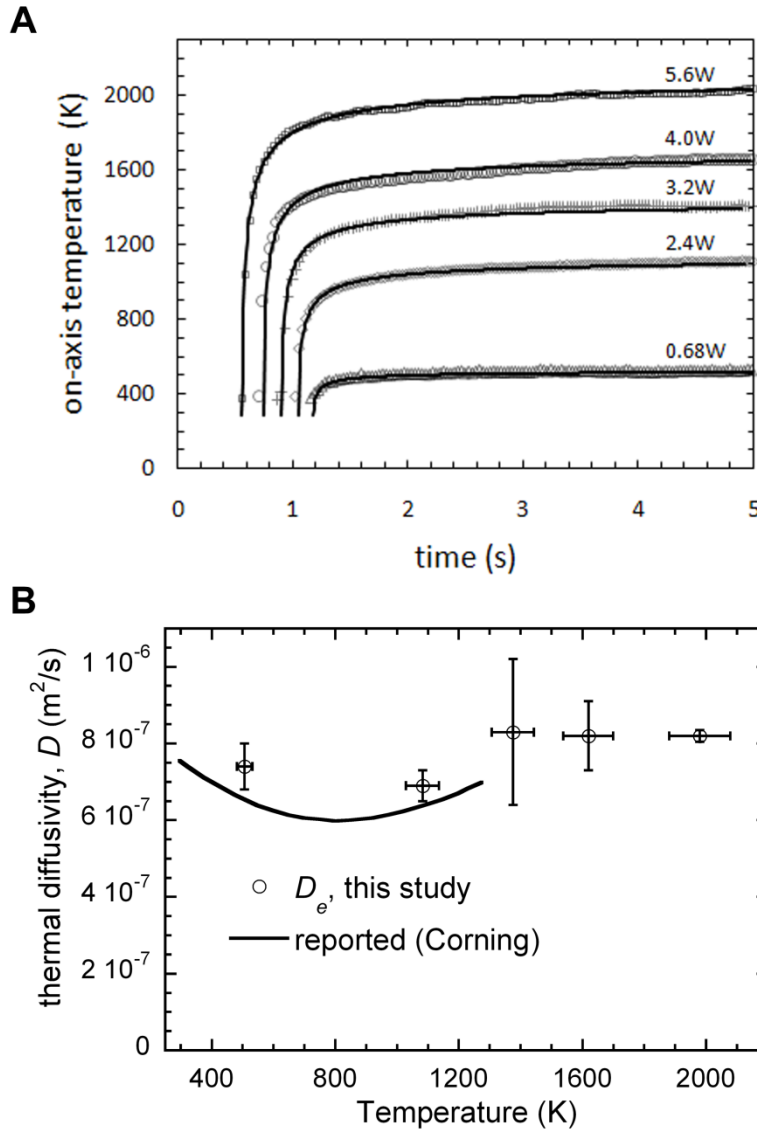 A
on-axis temperature (K)
2000
1600
1200
800
400
0
5.6W
4.0W
3.2W
2.4W
0.68W
0 1 2 3 4 5
time (s)
B
thermal diffusivity, D (m²/s)
1 10⁻⁶
8 10⁻⁷
6 10⁻⁷
4 10⁻⁷
2 10⁻⁷
0
Dₑ, this study
reported (Corning)
400 800 1200 1600 2000
Temperature (K)